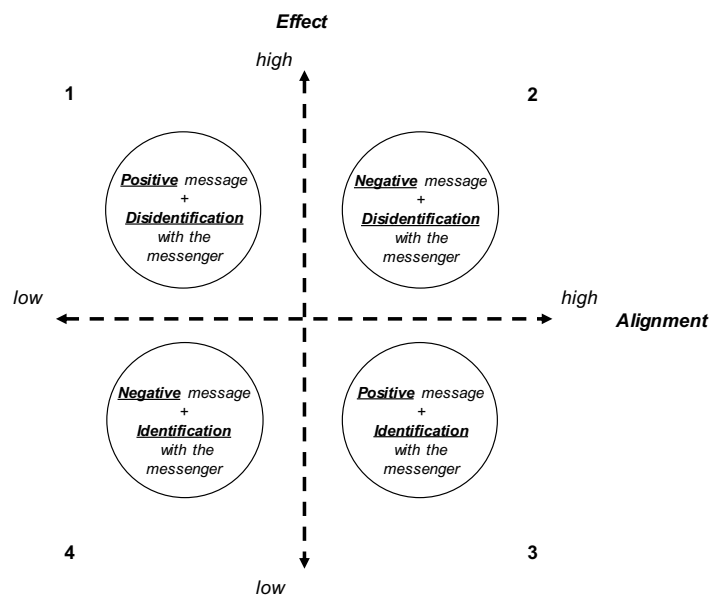 Effect
high
1
2
Positive message
+
Disidentification
with the
messenger
Negative message
+
Disidentification
with the
messenger
low
high
Alignment
Negative message
+
Identification
with the
messenger
Positive message
+
Identification
with the
messenger
4
3
low